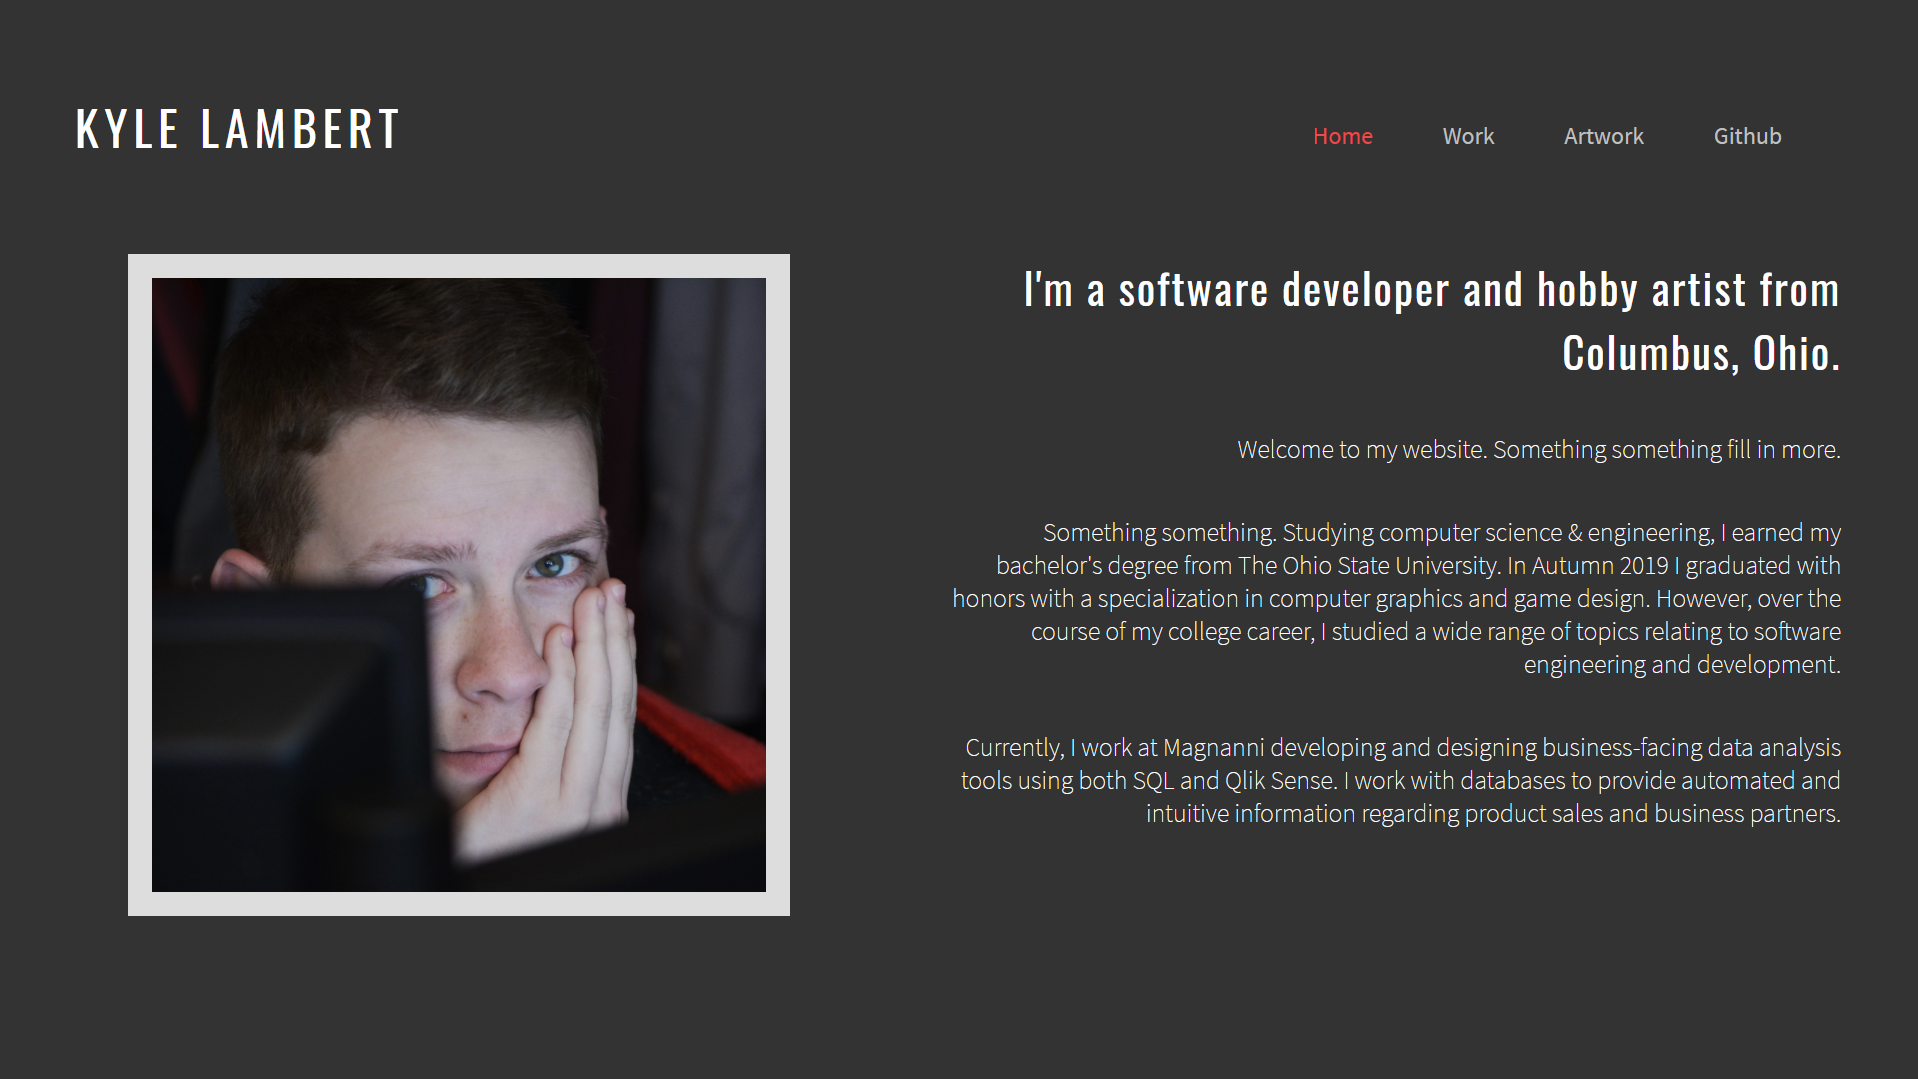 KYLE LAMBERT
Home Work Artwork Github
I'm a software developer and hobby artist from
Columbus, Ohio.
Welcome to my website. Something something fill in more.
Something something. Studying computer science & engineering, I earned my
bachelor's degree from The Ohio State University. In Autumn 2019 I graduated with
honors with a specialization in computer graphics and game design. However, over the
course of my college career, I studied a wide range of topics relating to software
engineering and development.
Currently, I work at Magnanni developing and designing business-facing data analysis
tools using both SQL and Qlik Sense. I work with databases to provide automated and
intuitive information regarding product sales and business partners.